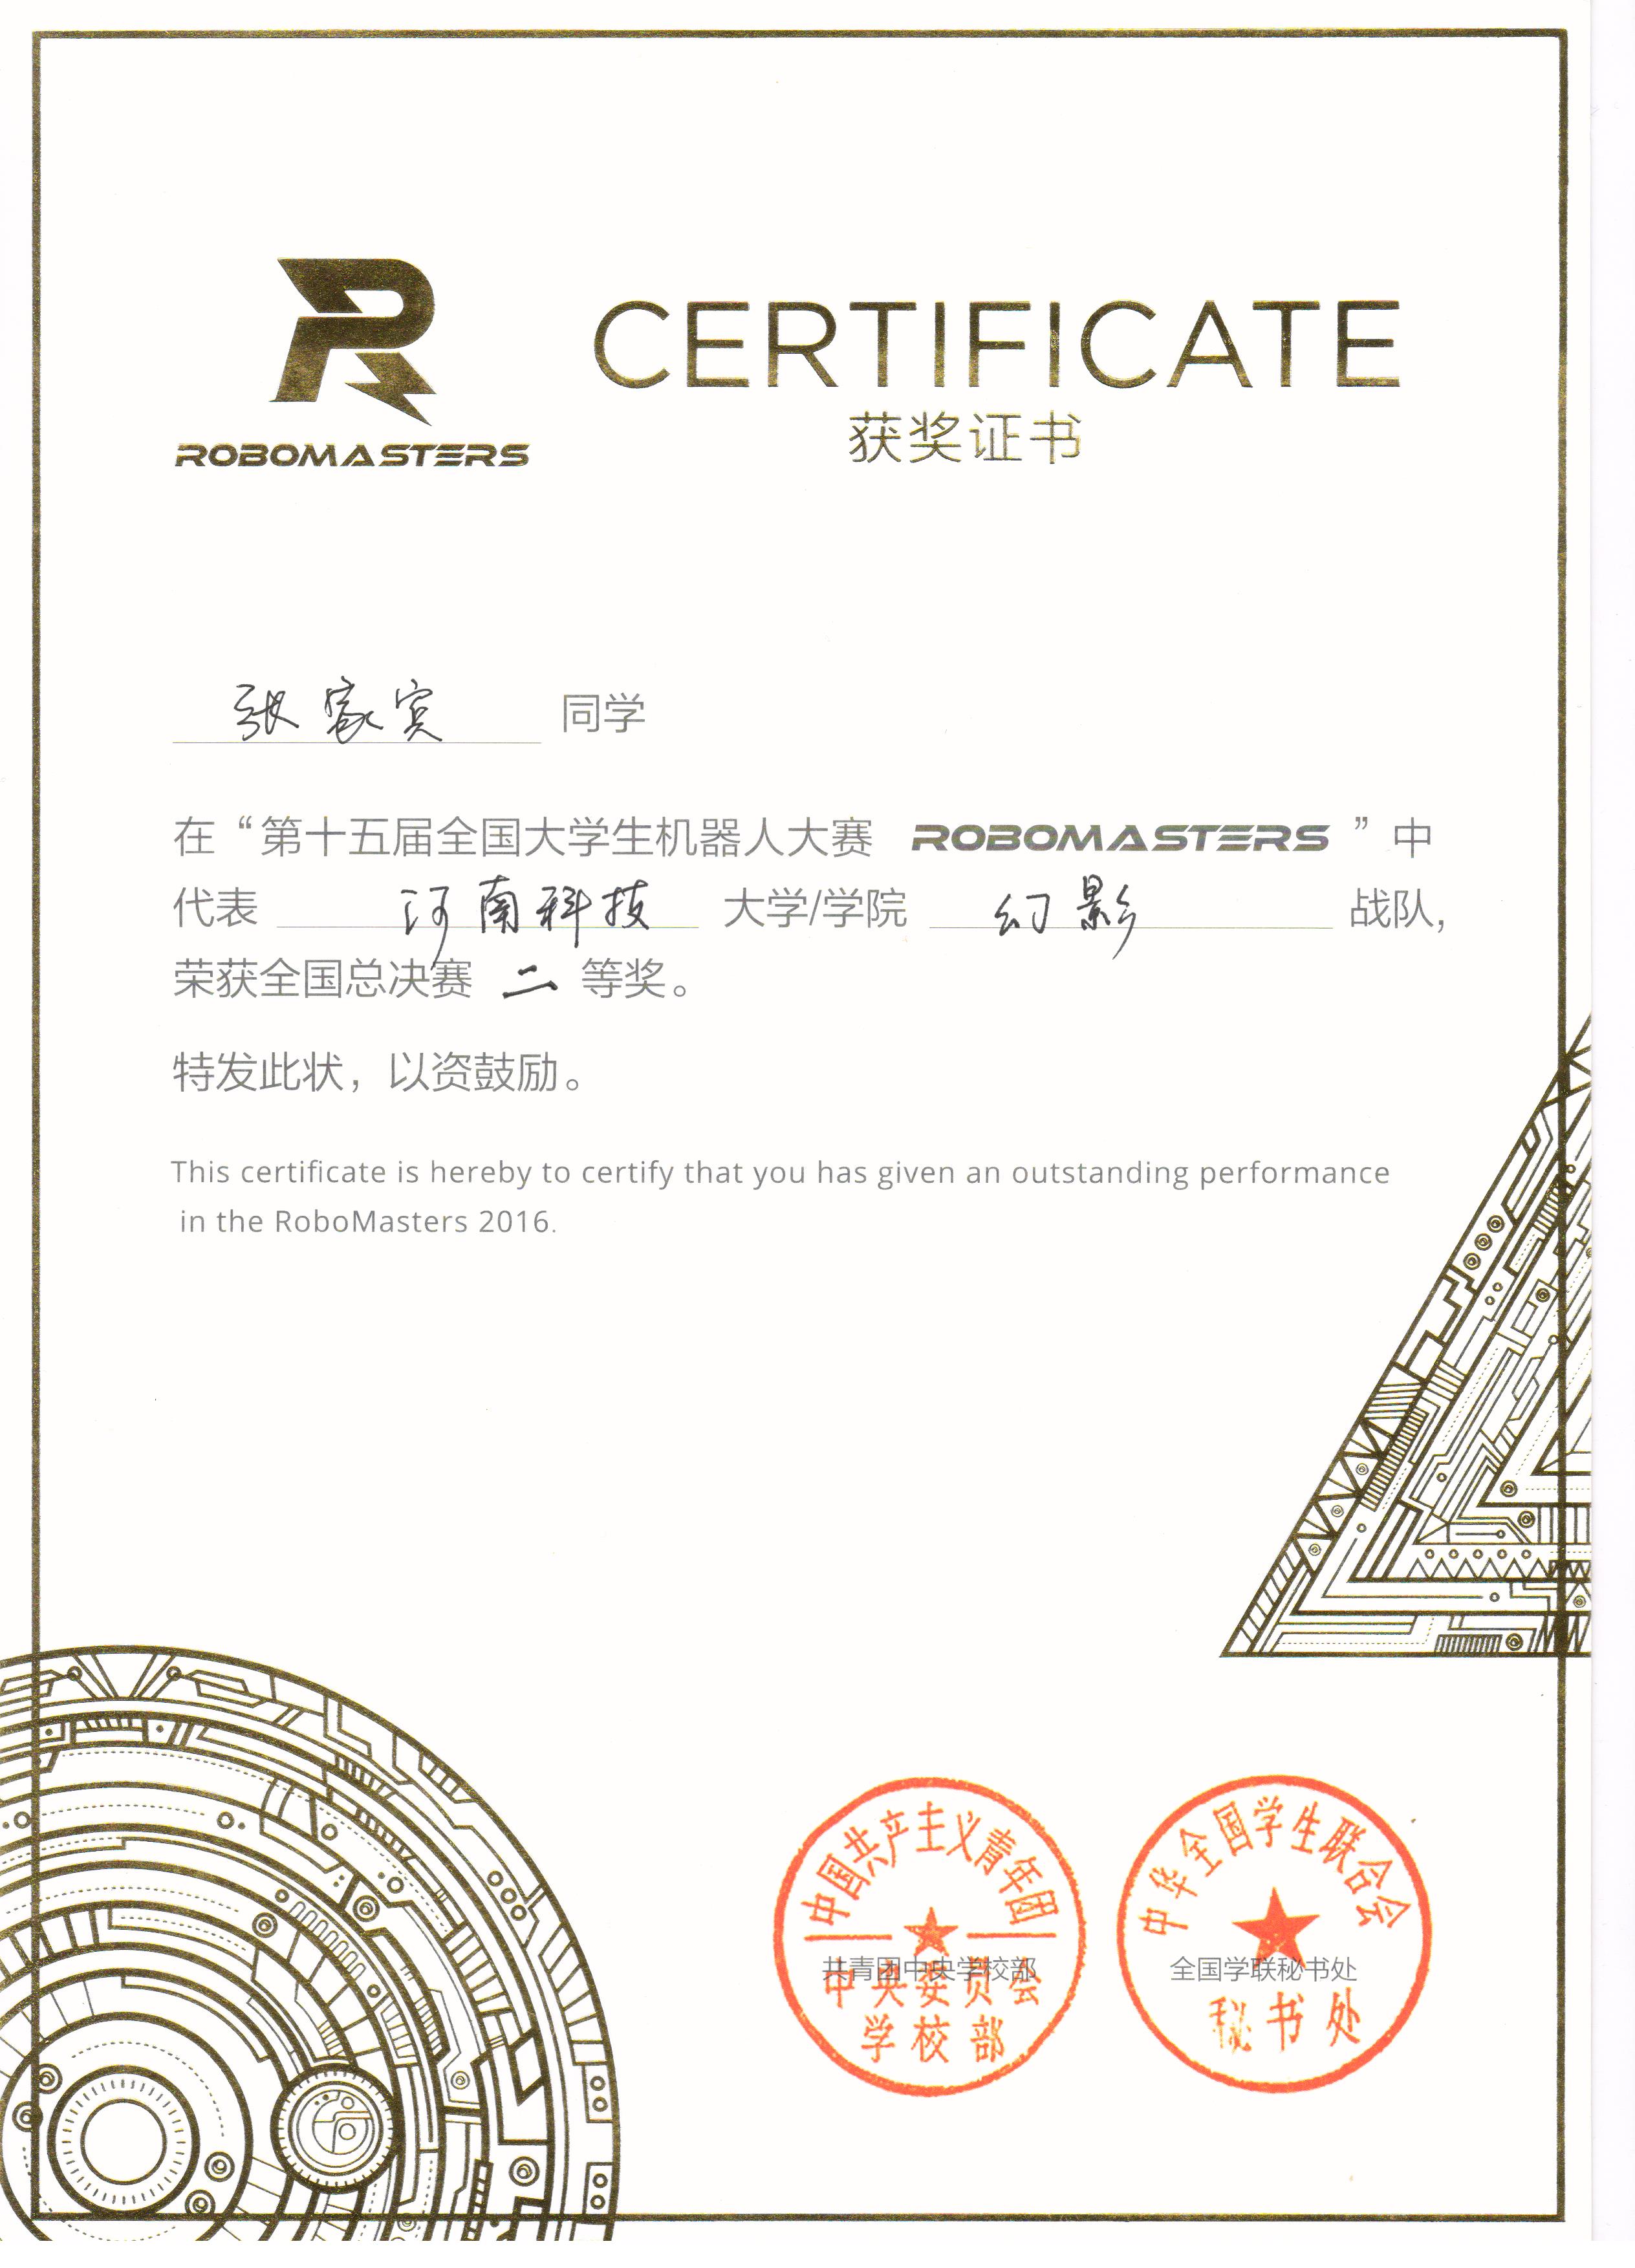 ROBOMASTERS
CERTIFICATE
获奖证书
张家宾 同学
在“第十五届全国大学生机器人大赛 ROBOMASTERS ”中
代表 河南科技 大学/学院 幻影 战队,
荣获全国总决赛 二 等奖。
特发此状，以资鼓励。
This certificate is hereby to certify that you has given an outstanding performance
in the RoboMasters 2016.
中国共产主义青年团
共青团中央学校部
中央委员会
学校部
中华全国学生联合会
全国学联秘书处
秘书处